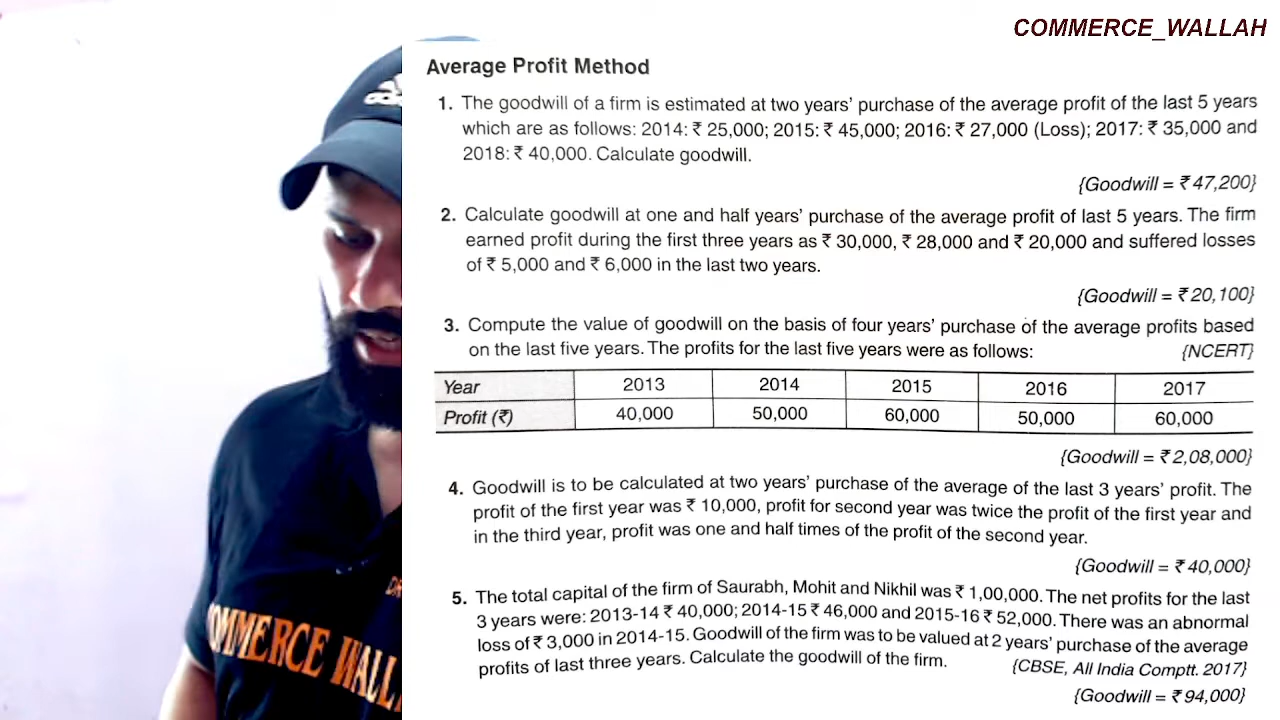 COMMERCE_WALLAH
Average Profit Method
1. The goodwill of a firm is estimated at two years' purchase of the average profit of the last 5 years
which are as follows: 2014: ₹ 25,000; 2015: ₹ 45,000; 2016: ₹ 27,000 (Loss); 2017: ₹ 35,000 and
2018: ₹ 40,000. Calculate goodwill.
{Goodwill = ₹ 47,200}
2. Calculate goodwill at one and half years' purchase of the average profit of last 5 years. The firm
earned profit during the first three years as ₹ 30,000, ₹ 28,000 and ₹ 20,000 and suffered losses
of ₹ 5,000 and ₹ 6,000 in the last two years.
{Goodwill = ₹ 20,100}
3. Compute the value of goodwill on the basis of four years' purchase of the average profits based
on the last five years. The profits for the last five years were as follows: {NCERT}
Year 2013 2014 2015 2016 2017
Profit (₹) 40,000 50,000 60,000 50,000 60,000
{Goodwill = ₹ 2,08,000}
4. Goodwill is to be calculated at two years' purchase of the average of the last 3 years' profit. The
profit of the first year was ₹ 10,000, profit for second year was twice the profit of the first year and
in the third year, profit was one and half times of the profit of the second year.
{Goodwill = ₹ 40,000}
5. The total capital of the firm of Saurabh, Mohit and Nikhil was ₹ 1,00,000. The net profits for the last
3 years were: 2013-14 ₹ 40,000; 2014-15 ₹ 46,000 and 2015-16 ₹ 52,000. There was an abnormal
loss of ₹ 3,000 in 2014-15. Goodwill of the firm was to be valued at 2 years' purchase of the average
profits of last three years. Calculate the goodwill of the firm. {CBSE, All India Comptt. 2017}
{Goodwill = ₹ 94,000}